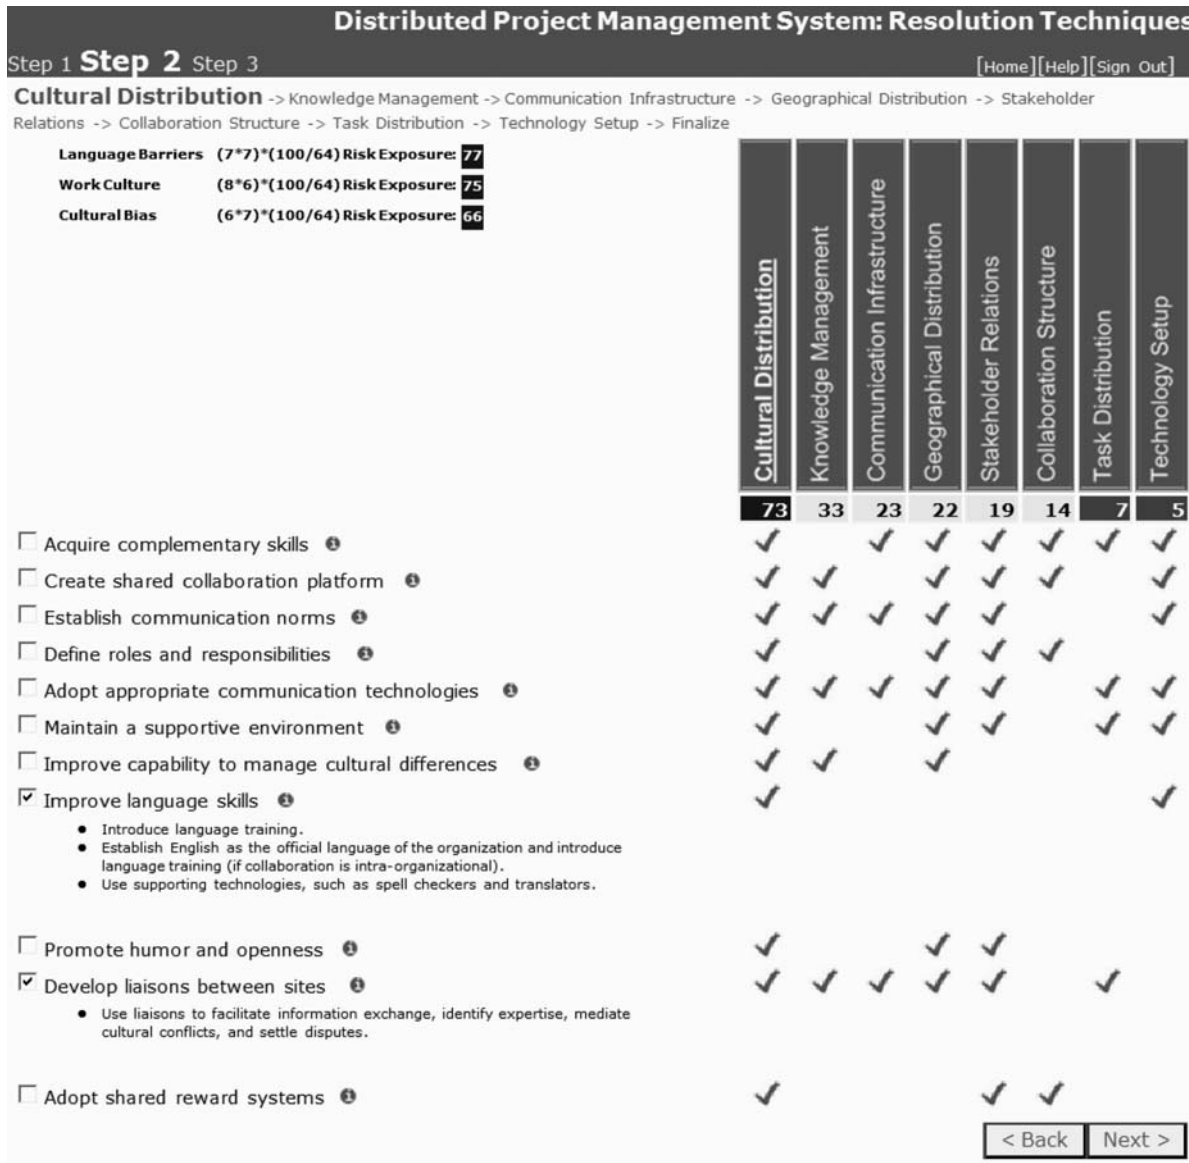 Distributed Project Management System: Resolution Techniques
Step 1 Step 2 Step 3
[Home][Help][Sign Out]
Cultural Distribution -> Knowledge Management -> Communication Infrastructure -> Geographical Distribution -> Stakeholder
Relations -> Collaboration Structure -> Task Distribution -> Technology Setup -> Finalize
Language Barriers (7*7)*(100/64) Risk Exposure: 77
Work Culture (8*6)*(100/64) Risk Exposure: 75
Cultural Bias (6*7)*(100/64) Risk Exposure: 66
Cultural Distribution
Knowledge Management
Communication Infrastructure
Geographical Distribution
Stakeholder Relations
Collaboration Structure
Task Distribution
Technology Setup
73 33 23 22 19 14 7 5
Acquire complementary skills
Create shared collaboration platform
Establish communication norms
Define roles and responsibilities
Adopt appropriate communication technologies
Maintain a supportive environment
Improve capability to manage cultural differences
Improve language skills
• Introduce language training.
• Establish English as the official language of the organization and introduce
language training (if collaboration is intra-organizational).
• Use supporting technologies, such as spell checkers and translators.
Promote humor and openness
Develop liaisons between sites
• Use liaisons to facilitate information exchange, identify expertise, mediate
cultural conflicts, and settle disputes.
Adopt shared reward systems
< Back Next >